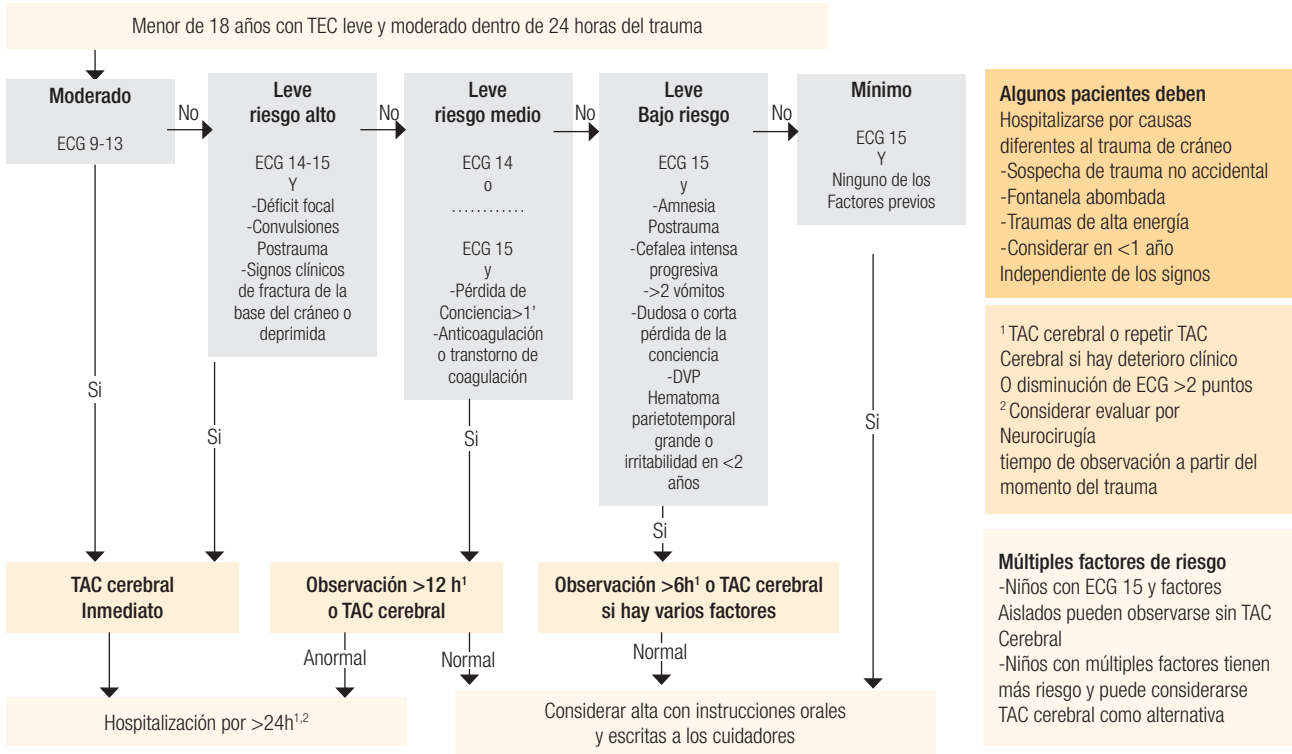 Menor de 18 años con TEC leve y moderado dentro de 24 horas del trauma
Moderado
ECG 9-13
No
Leve
riesgo alto
ECG 14-15
Y
-Déficit focal
-Convulsiones
Postrauma
-Signos clínicos
de fractura de la
base del cráneo o
deprimida
No
Leve
riesgo medio
ECG 14
o
............
ECG 15
y
-Pérdida de
Conciencia>1'
-Anticoagulación
o transtorno de
coagulación
No
Leve
Bajo riesgo
ECG 15
y
-Amnesia
Postrauma
-Cefalea intensa
progresiva
->2 vómitos
-Dudosa o corta
pérdida de la
conciencia
-DVP
Hematoma
parietotemporal
grande o
irritabilidad en <2
años
No
Mínimo
ECG 15
Y
Ninguno de los
Factores previos
Si
Si
Si
Si
Si
TAC cerebral
Inmediato
Observación >12 h¹
o TAC cerebral
Observación >6h¹ o TAC cerebral
si hay varios factores
Anormal
Normal
Normal
Hospitalización por >24h¹,²
Considerar alta con instrucciones orales
y escritas a los cuidadores
Algunos pacientes deben
Hospitalizarse por causas
diferentes al trauma de cráneo
-Sospecha de trauma no accidental
-Fontanela abombada
-Traumas de alta energía
-Considerar en <1 año
Independiente de los signos
¹ TAC cerebral o repetir TAC
Cerebral si hay deterioro clínico
O disminución de ECG >2 puntos
² Considerar evaluar por
Neurocirugía
tiempo de observación a partir del
momento del trauma
Múltiples factores de riesgo
-Niños con ECG 15 y factores
Aislados pueden observarse sin TAC
Cerebral
-Niños con múltiples factores tienen
más riesgo y puede considerarse
TAC cerebral como alternativa